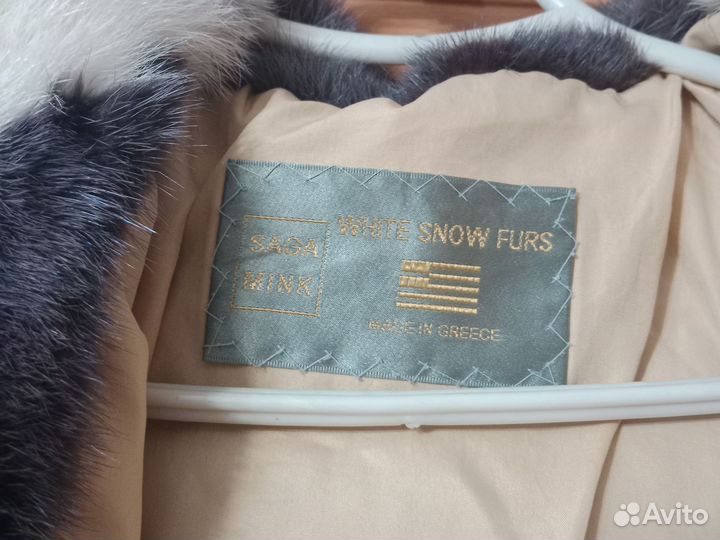 SAGA
MINK
WHITE SNOW FURS
MADE IN GREECE
Avito